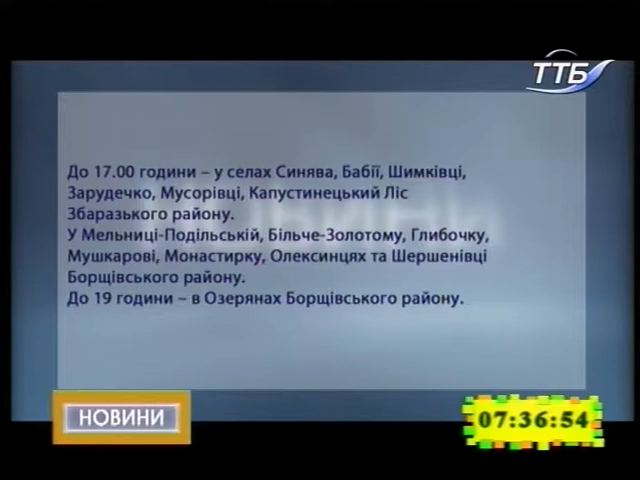 ТТБ
До 17.00 години – у селах Синява, Бабії, Шимківці,
Зарудечко, Мусорівці, Капустинецький Ліс
Збаразького району.
У Мельниці-Подільській, Більче-Золотому, Глибочку,
Мушкарові, Монастирку, Олексинцях та Шершенівці
Борщівського району.
До 19 години – в Озерянах Борщівського району.
НОВИНИ
07:36:54